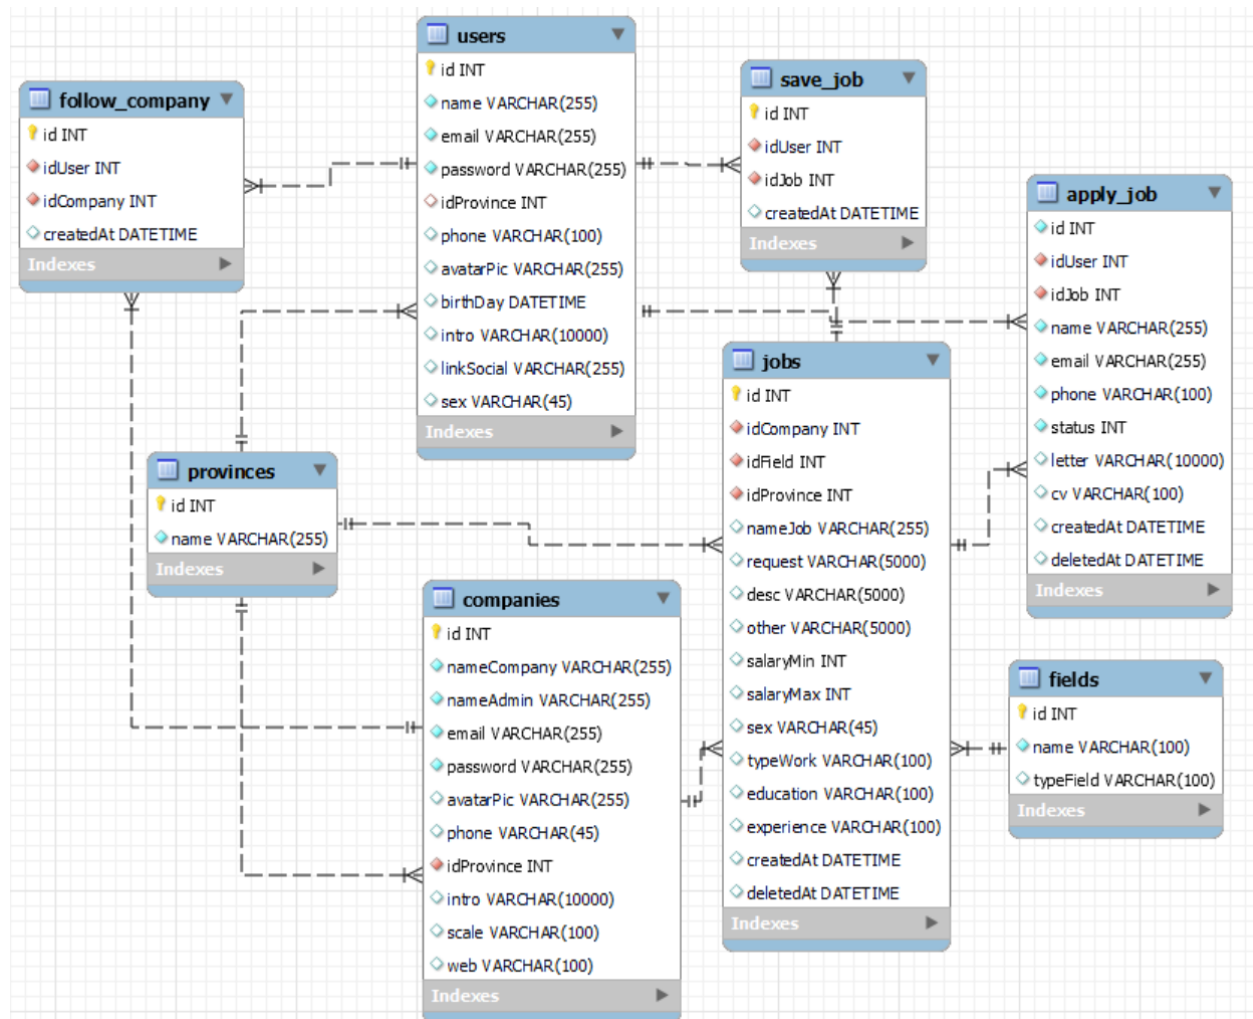 users
id INT
name VARCHAR(255)
email VARCHAR(255)
password VARCHAR(255)
idProvince INT
phone VARCHAR(100)
avatarPic VARCHAR(255)
birthDay DATETIME
intro VARCHAR(10000)
linkSocial VARCHAR(255)
sex VARCHAR(45)
Indexes
follow_company
id INT
idUser INT
idCompany INT
createdAt DATETIME
Indexes
save_job
id INT
idUser INT
idJob INT
createdAt DATETIME
Indexes
apply_job
id INT
idUser INT
idJob INT
name VARCHAR(255)
email VARCHAR(255)
phone VARCHAR(100)
status INT
letter VARCHAR(10000)
cv VARCHAR(100)
createdAt DATETIME
deletedAt DATETIME
Indexes
jobs
id INT
idCompany INT
idField INT
idProvince INT
nameJob VARCHAR(255)
request VARCHAR(5000)
desc VARCHAR(5000)
other VARCHAR(5000)
salaryMin INT
salaryMax INT
sex VARCHAR(45)
typeWork VARCHAR(100)
education VARCHAR(100)
experience VARCHAR(100)
createdAt DATETIME
deletedAt DATETIME
Indexes
provinces
id INT
name VARCHAR(255)
Indexes
companies
id INT
nameCompany VARCHAR(255)
nameAdmin VARCHAR(255)
email VARCHAR(255)
password VARCHAR(255)
avatarPic VARCHAR(255)
phone VARCHAR(45)
idProvince INT
intro VARCHAR(10000)
scale VARCHAR(100)
web VARCHAR(100)
Indexes
fields
id INT
name VARCHAR(100)
typeField VARCHAR(100)
Indexes